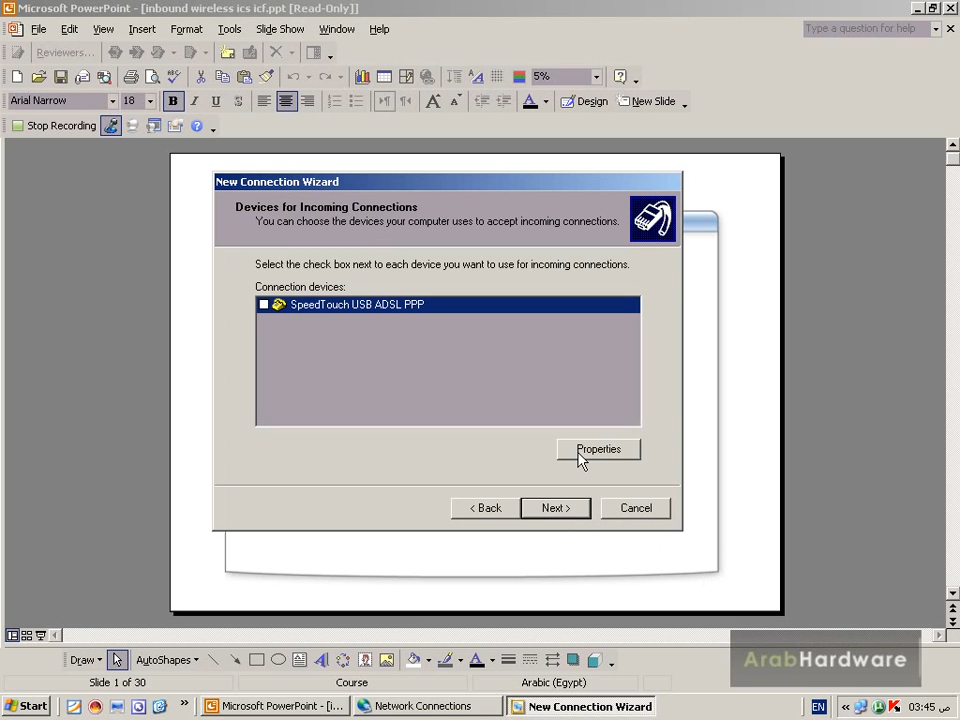 Microsoft PowerPoint - [inbound wireless ics icf.ppt [Read-Only]]
File Edit View Insert Format Tools Slide Show Window Help
Type a question for help
Reviewers...
5%
Arial Narrow 18 B I U S A A A Design New Slide
Stop Recording
New Connection Wizard
Devices for Incoming Connections
You can choose the devices your computer uses to accept incoming connections.
Select the check box next to each device you want to use for incoming connections.
Connection devices:
SpeedTouch USB ADSL PPP
Properties
< Back Next > Cancel
ArabHardware
Draw AutoShapes A
Slide 1 of 30 Course Arabic (Egypt)
Start » Microsoft PowerPoint - [i... Network Connections New Connection Wizard EN « 03:45 ص